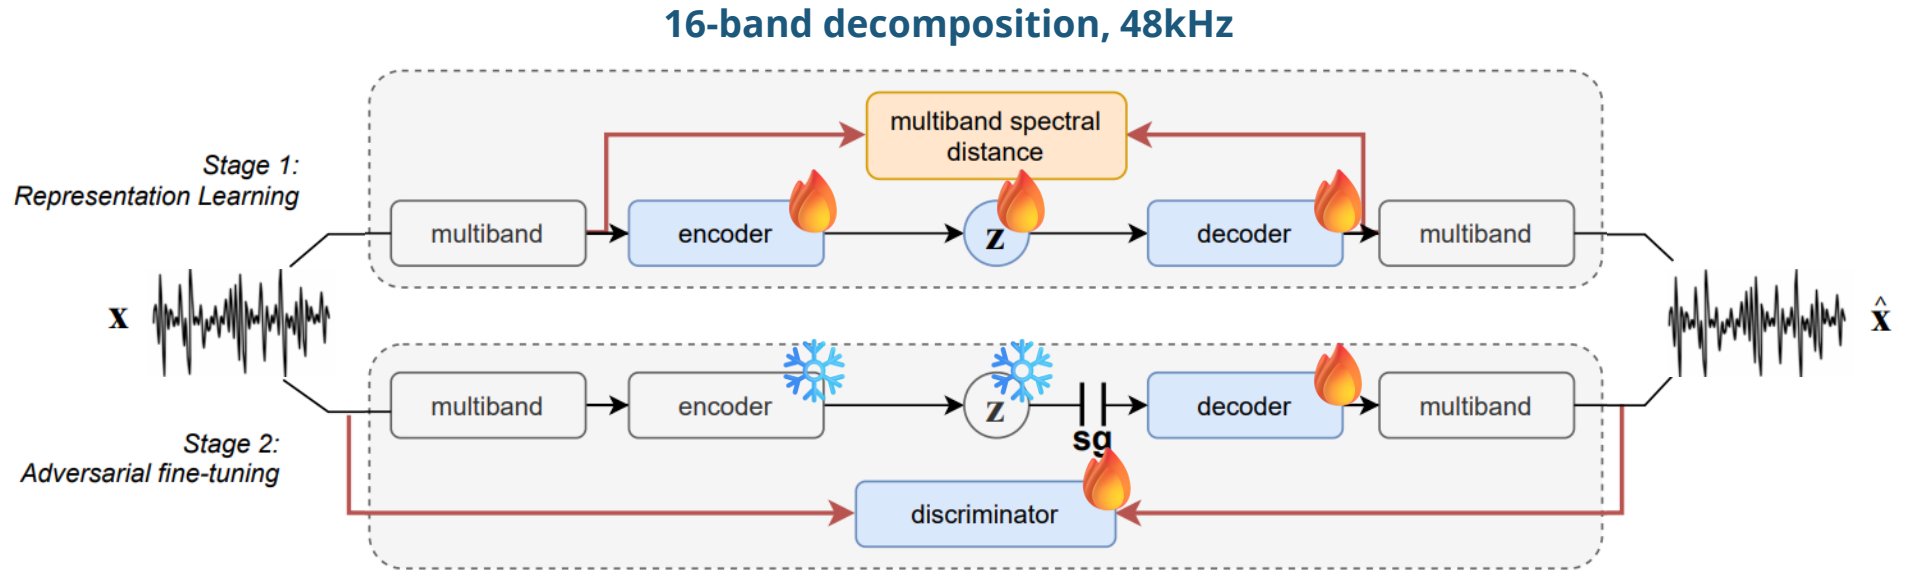 16-band decomposition, 48kHz
multiband spectral
distance
Stage 1:
Representation Learning
multiband
encoder
z
decoder
multiband
x
x̂
multiband
encoder
z
sg
decoder
multiband
Stage 2:
Adversarial fine-tuning
discriminator